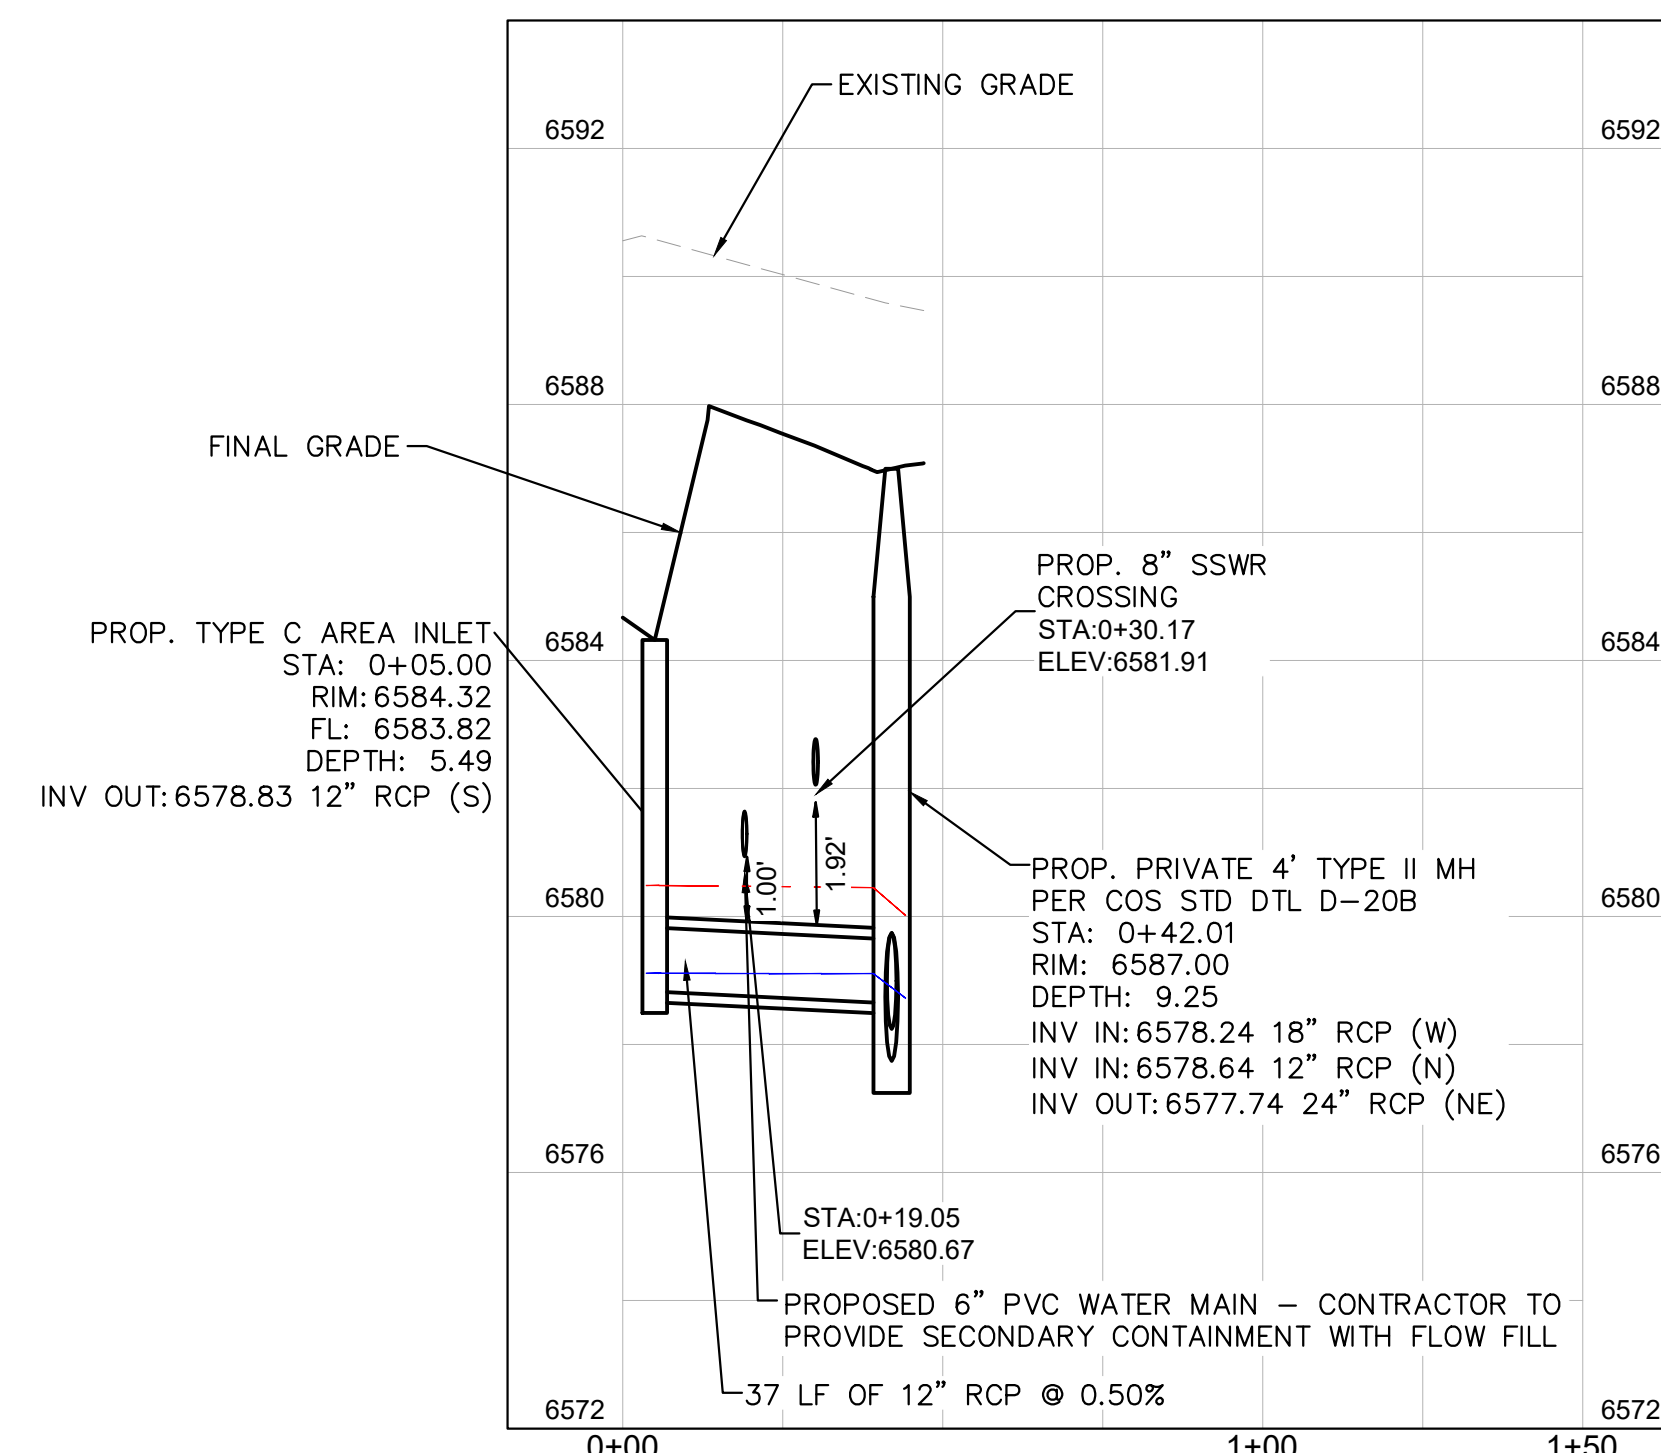 EXISTING GRADE
6592
6592
6588
6588
FINAL GRADE
PROP. 8” SSWR
CROSSING
STA:0+30.17
ELEV:6581.91
6584
6584
PROP. TYPE C AREA INLET
STA: 0+05.00
RIM:6584.32
FL: 6583.82
DEPTH: 5.49
INV OUT:6578.83 12” RCP (S)
1.00'
1.92'
6580
6580
PROP. PRIVATE 4’ TYPE II MH
PER COS STD DTL D-20B
STA: 0+42.01
RIM: 6587.00
DEPTH: 9.25
INV IN:6578.24 18” RCP (W)
INV IN:6578.64 12” RCP (N)
INV OUT:6577.74 24” RCP (NE)
6576
6576
STA:0+19.05
ELEV:6580.67
PROPOSED 6” PVC WATER MAIN – CONTRACTOR TO
PROVIDE SECONDARY CONTAINMENT WITH FLOW FILL
37 LF OF 12” RCP @ 0.50%
6572
6572
0+00
1+00
1+50